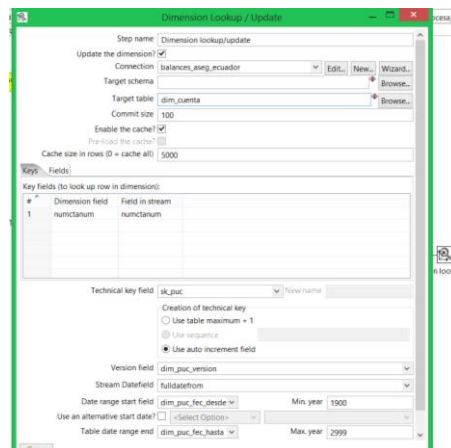 Dimension Lookup / Update
Step name Dimension lookup/update
Update the dimension?
Connection balances_aseg_ecuador Edit... New... Wizard...
Target schema Browse...
Target table dim_cuenta Browse...
Commit size 100
Enable the cache?
Pre-load the cache?
Cache size in rows (0 = cache all) 5000
Keys Fields
Key fields (to look up row in dimension):
# Dimension field Field in stream
1 numctanum numctanum
Technical key field sk_puc New name
Creation of technical key
Use table maximum + 1
Use sequence
Use auto increment field
Version field dim_puc_version
Stream Datefield fulldatefrom
Date range start field dim_puc_fec_desde Min. year 1900
Use an alternative start date? <Select Option>
Table date range end dim_puc_fec_hasta Max. year 2999